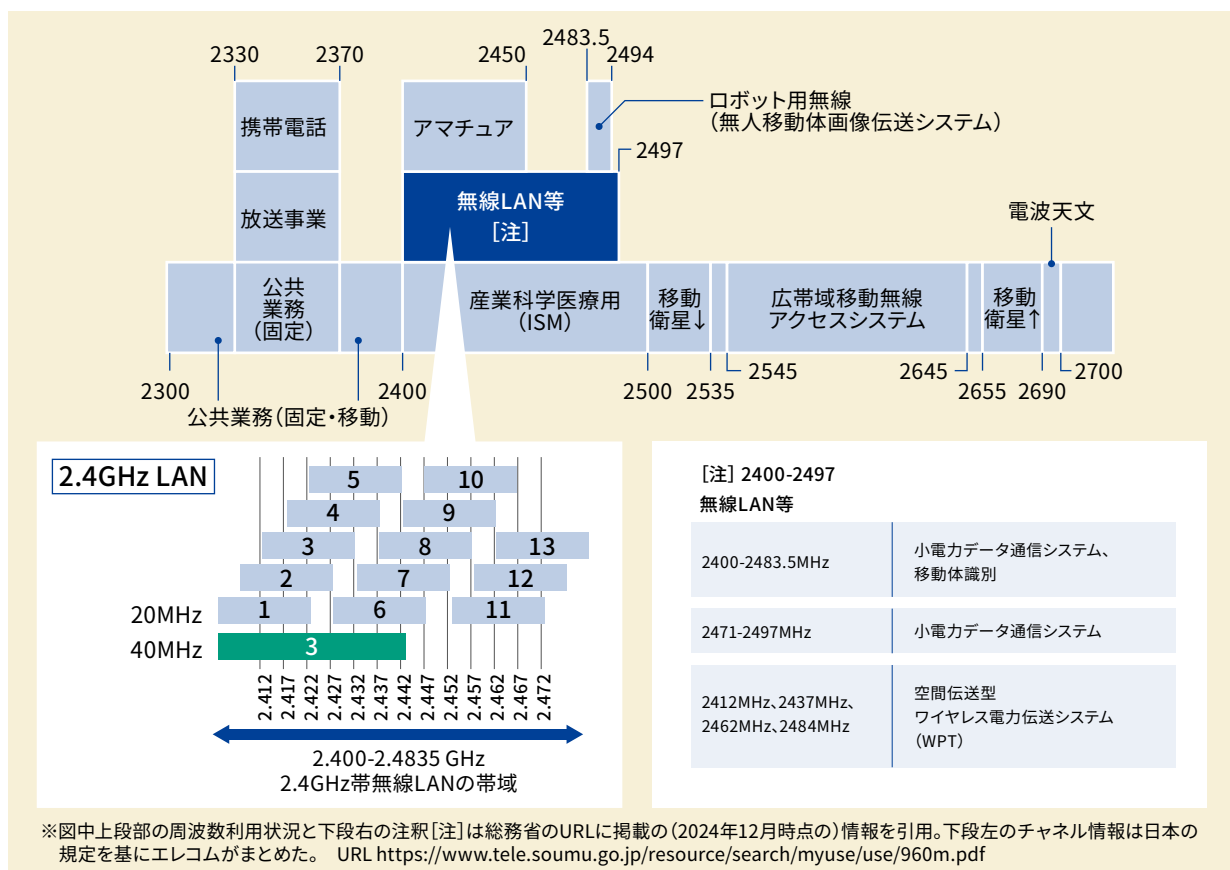 2330
2370
2450
2483.5
2494
携帯電話
アマチュア
ロボット用無線
(無人移動体画像伝送システム)
2497
放送事業
無線LAN等
[注]
電波天文
公共
業務
(固定)
産業科学医療用
(ISM)
移動
衛星↓
広帯域移動無線
アクセスシステム
移動
衛星↑
2300
2400
2500
2535
2545
2645
2655
2690
2700
公共業務(固定・移動)
2.4GHz LAN
5
10
4
9
3
8
13
2
7
12
20MHz
1
6
11
40MHz
3
2.412
2.417
2.422
2.427
2.432
2.437
2.442
2.447
2.452
2.457
2.462
2.467
2.472
2.400-2.4835 GHz
2.4GHz帯無線LANの帯域
[注] 2400-2497
無線LAN等
2400-2483.5MHz
小電力データ通信システム、
移動体識別
2471-2497MHz
小電力データ通信システム
2412MHz、2437MHz、
2462MHz、2484MHz
空間伝送型
ワイヤレス電力伝送システム
(WPT)
※図中上段部の周波数利用状況と下段右の注釈[注]は総務省のURLに掲載の(2024年12月時点の)情報を引用。下段左のチャネル情報は日本の
規定を基にエレコムがまとめた。 URL https://www.tele.soumu.go.jp/resource/search/myuse/use/960m.pdf